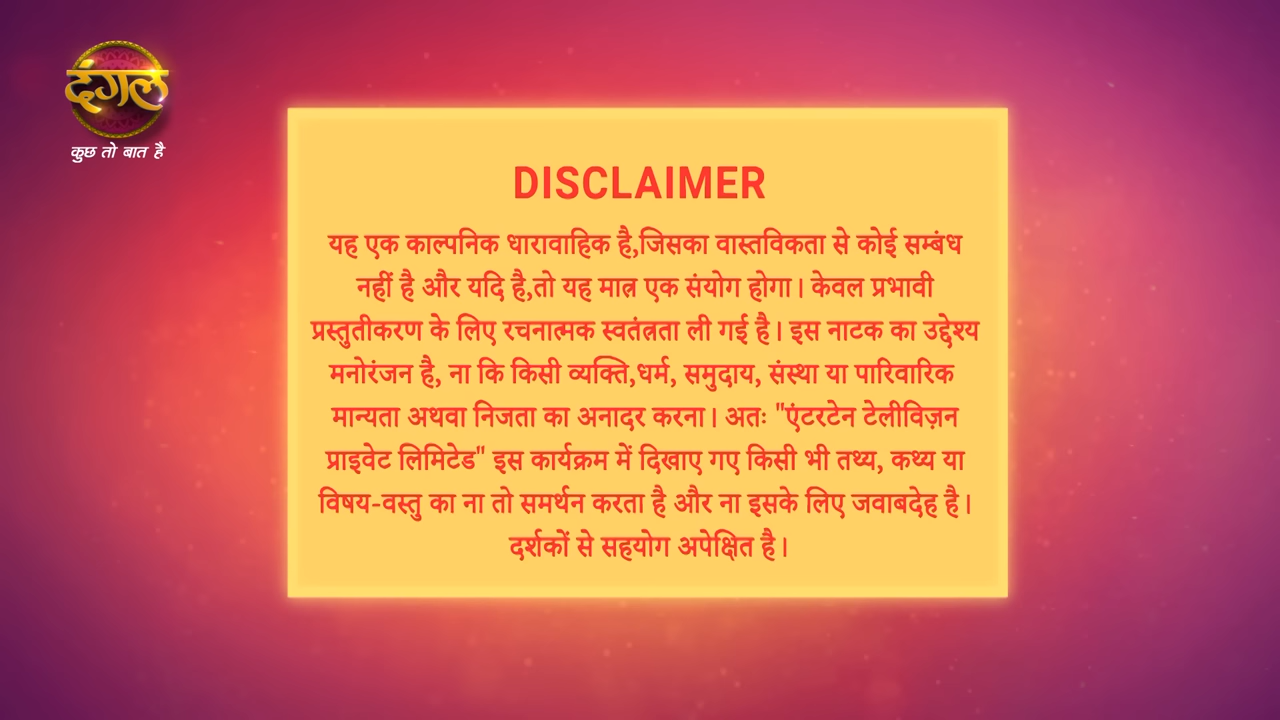 दंगल
कुछ तो बात है
DISCLAIMER
यह एक काल्पनिक धारावाहिक है,जिसका वास्तविकता से कोई सम्बंध
नहीं है और यदि है,तो यह मात्र एक संयोग होगा। केवल प्रभावी
प्रस्तुतीकरण के लिए रचनात्मक स्वतंत्रता ली गई है। इस नाटक का उद्देश्य
मनोरंजन है, ना कि किसी व्यक्ति,धर्म, समुदाय, संस्था या पारिवारिक
मान्यता अथवा निजता का अनादर करना। अतः "एंटरटेन टेलीविज़न
प्राइवेट लिमिटेड" इस कार्यक्रम में दिखाए गए किसी भी तथ्य, कथ्य या
विषय-वस्तु का ना तो समर्थन करता है और ना इसके लिए जवाबदेह है।
दर्शकों से सहयोग अपेक्षित है।